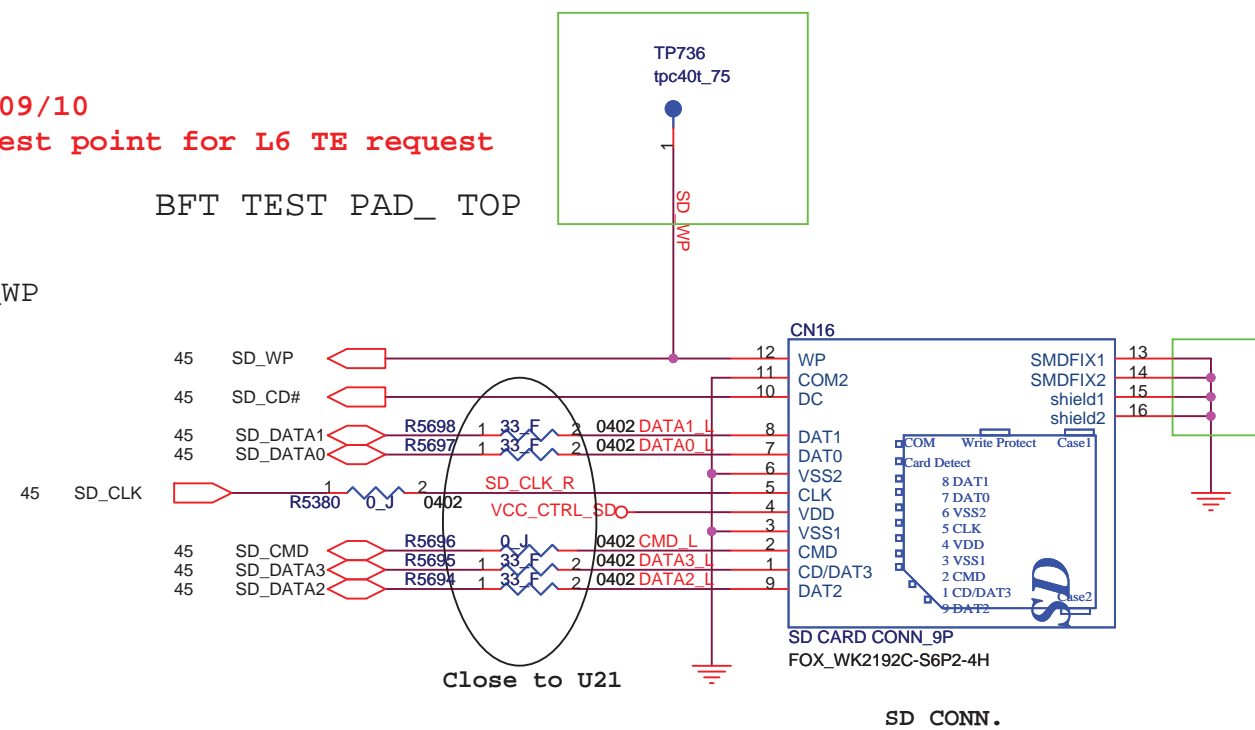 TP736
tpc40t_75
1
SD_WP
09/10
est point for L6 TE request
BFT TEST PAD_ TOP
_WP
CN16
45 SD_WP 12 WP
11 COM2
45 SD_CD# 10 DC
45 SD_DATA1 R5698 1 33_F 2 0402 DATA1_L 8 DAT1
45 SD_DATA0 R5697 1 33_F 2 0402 DATA0_L 7 DAT0
6 VSS2
45 SD_CLK 1 R5380 0_J 2 0402 SD_CLK_R 5 CLK
VCC_CTRL_SD 4 VDD
3 VSS1
45 SD_CMD R5696 0_J 0402 CMD_L 2 CMD
45 SD_DATA3 R5695 1 33_F 2 0402 DATA3_L 1 CD/DAT3
45 SD_DATA2 R5694 1 33_F 2 0402 DATA2_L 9 DAT2
SMDFIX1 13
SMDFIX2 14
shield1 15
shield2 16
COM Write Protect Case1
Card Detect
8 DAT1
7 DAT0
6 VSS2
5 CLK
4 VDD
3 VSS1
2 CMD
1 CD/DAT3
9 DAT2
Case2
SD
SD CARD CONN_9P
FOX_WK2192C-S6P2-4H
Close to U21
SD CONN.